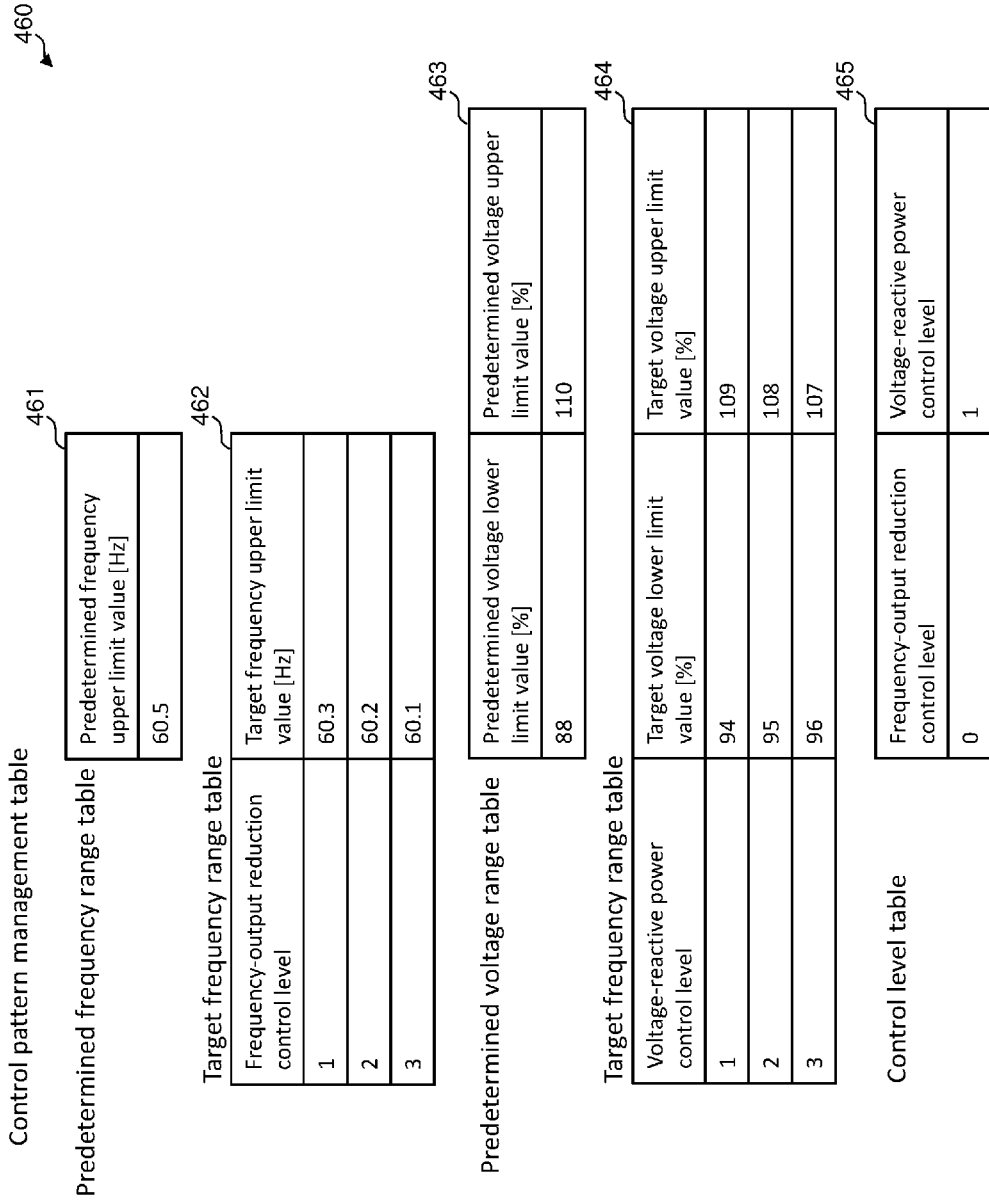 460
Control pattern management table
461
Predetermined frequency range table
Predetermined frequency
upper limit value [Hz]
60.5
462
Target frequency range table
Frequency-output reduction
control level
Target frequency upper limit
value [Hz]
1
60.3
2
60.2
3
60.1
463
Predetermined voltage range table
Predetermined voltage lower
limit value [%]
Predetermined voltage upper
limit value [%]
88
110
464
Target frequency range table
Voltage-reactive power
control level
Target voltage lower limit
value [%]
Target voltage upper limit
value [%]
1
94
109
2
95
108
3
96
107
465
Control level table
Frequency-output reduction
control level
Voltage-reactive power
control level
0
1